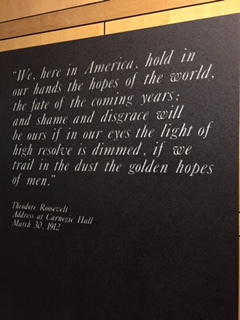 "We, here in America, hold in
our hands the hopes of the world,
the fate of the coming years;
and shame and disgrace will
be ours if in our eyes the light of
high resolve is dimmed, if we
trail in the dust the golden hopes
of men."
Theodore Roosevelt
Address at Carnegie Hall
March 30, 1912